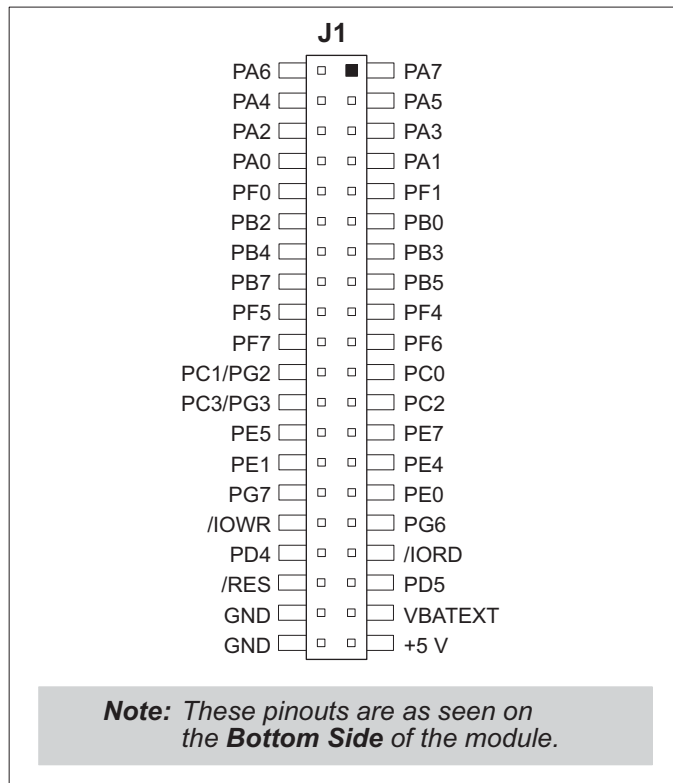 J1
PA6 PA7
PA4 PA5
PA2 PA3
PA0 PA1
PF0 PF1
PB2 PB0
PB4 PB3
PB7 PB5
PF5 PF4
PF7 PF6
PC1/PG2 PC0
PC3/PG3 PC2
PE5 PE7
PE1 PE4
PG7 PE0
/IOWR PG6
PD4 /IORD
/RES PD5
GND VBATEXT
GND +5 V
Note: These pinouts are as seen on
the Bottom Side of the module.